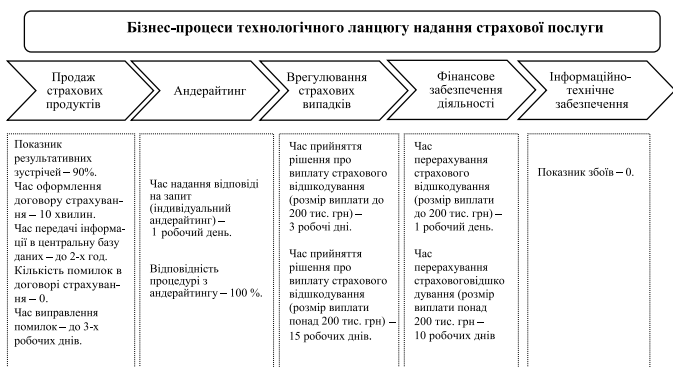 Бізнес-процеси технологічного ланцюгу надання страхової послуги
Продаж
страхових
продуктів
Андерайтинг
Врегулювання
страхових
випадків
Фінансове
забезпечення
діяльності
Інформаційно-
технічне
забезпечення
Показник
результативних
зустрічей – 90%.
Час оформлення
договору страхуван-
ня – 10 хвилин.
Час передачі інформа-
ції в центральну базу
даних – до 2-х год.
Кількість помилок в
договорі страхуван-
ня – 0.
Час виправлення
помилок – до 3-х
робочих днів.
Час надання відповіді
на запит
(індивідуальний
андерайтинг) –
1 робочий день.
Відповідність
процедурі з
андерайтингу – 100 %.
Час прийняття
рішення про
виплату страхового
відшкодування
(розмір виплати до
200 тис. грн) –
3 робочі дні.
Час прийняття
рішення про
виплату страхового
відшкодування
(розмір виплати
понад 200 тис. грн) –
15 робочих днів.
Час
перерахування
страхового
відшкодування
(розмір виплати
до 200 тис. грн) –
1 робочий день.
Час
перерахування
страховоговідшко
дування (розмір
виплати понад
200 тис. грн –
10 робочих днів
Показник збоїв – 0.